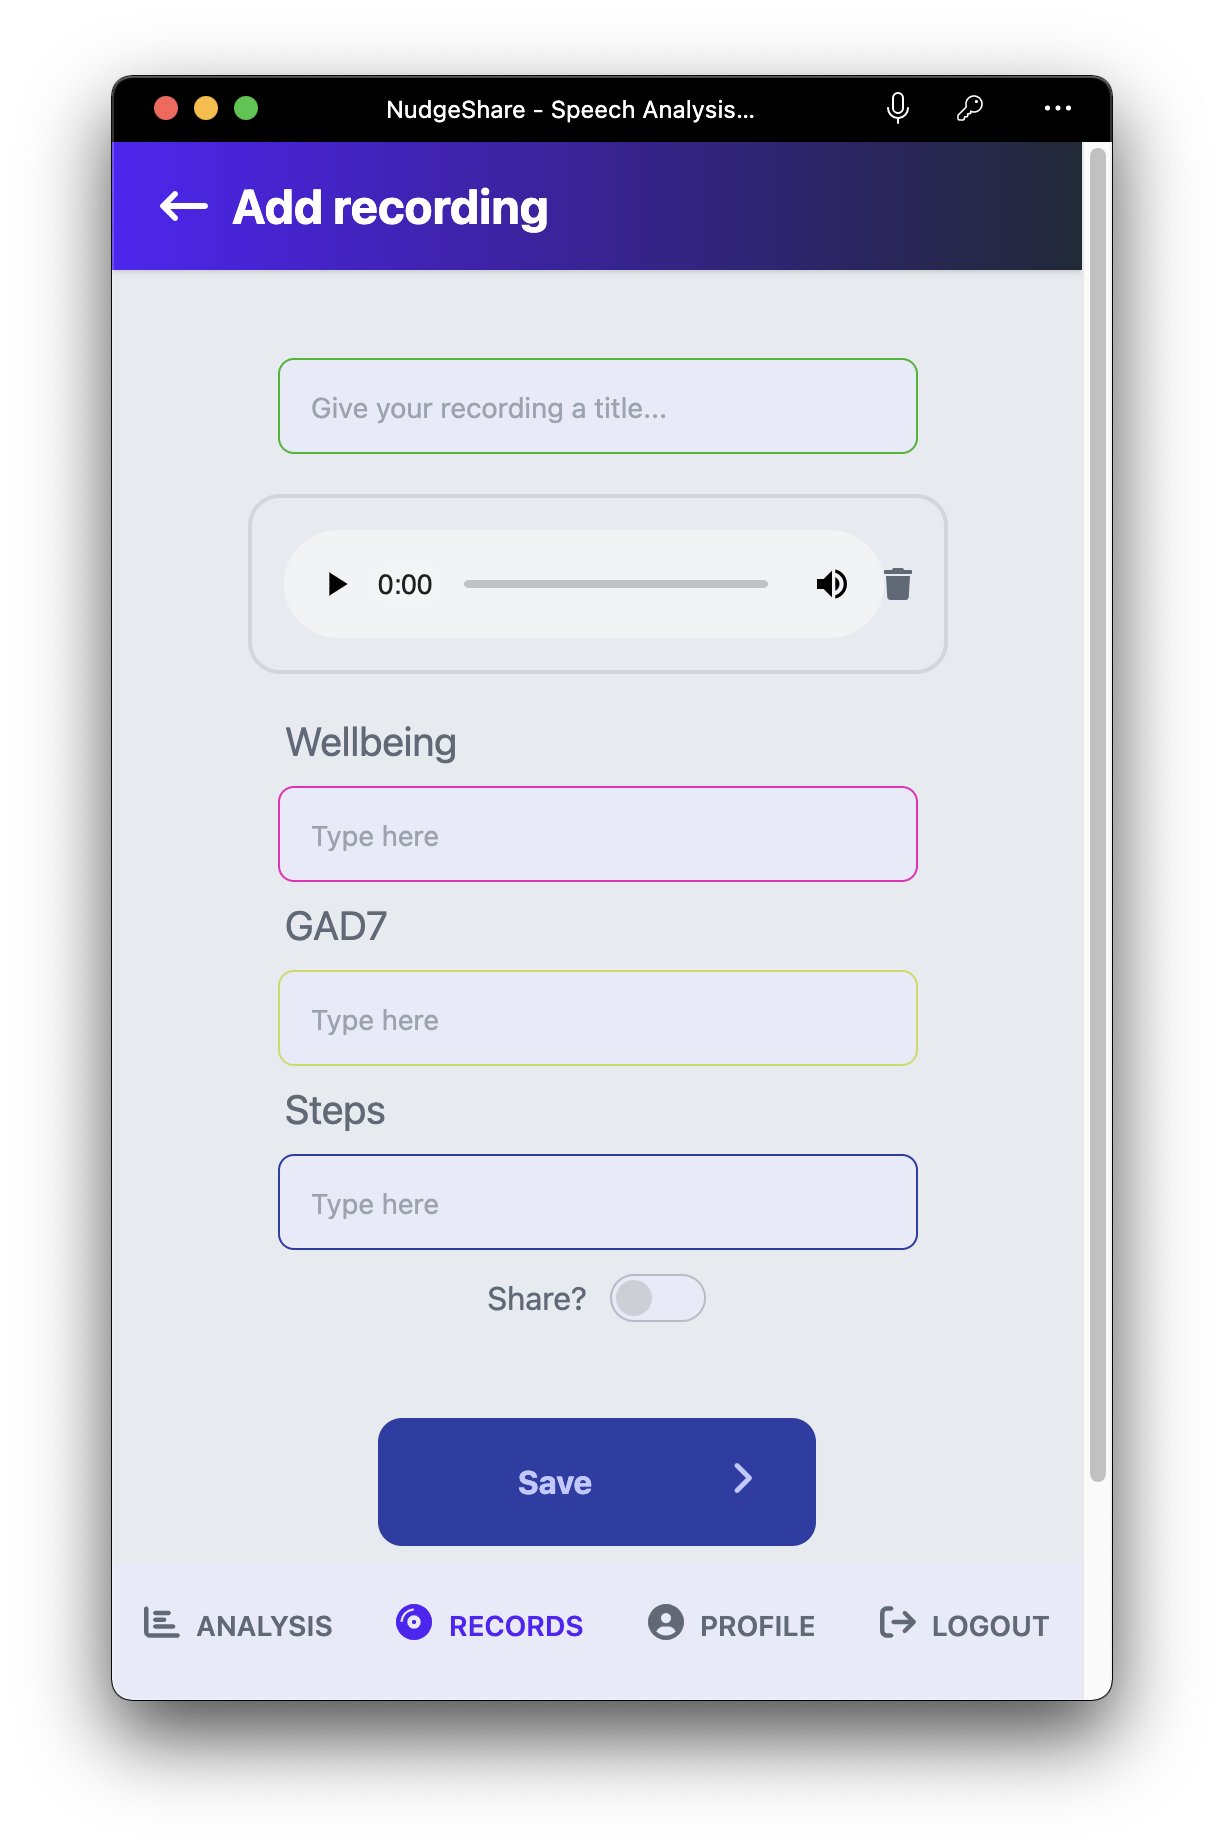 NudgeShare - Speech Analysis...
Add recording
Give your recording a title...
0:00
Wellbeing
Type here
GAD7
Type here
Steps
Type here
Share?
Save
ANALYSIS RECORDS PROFILE LOGOUT